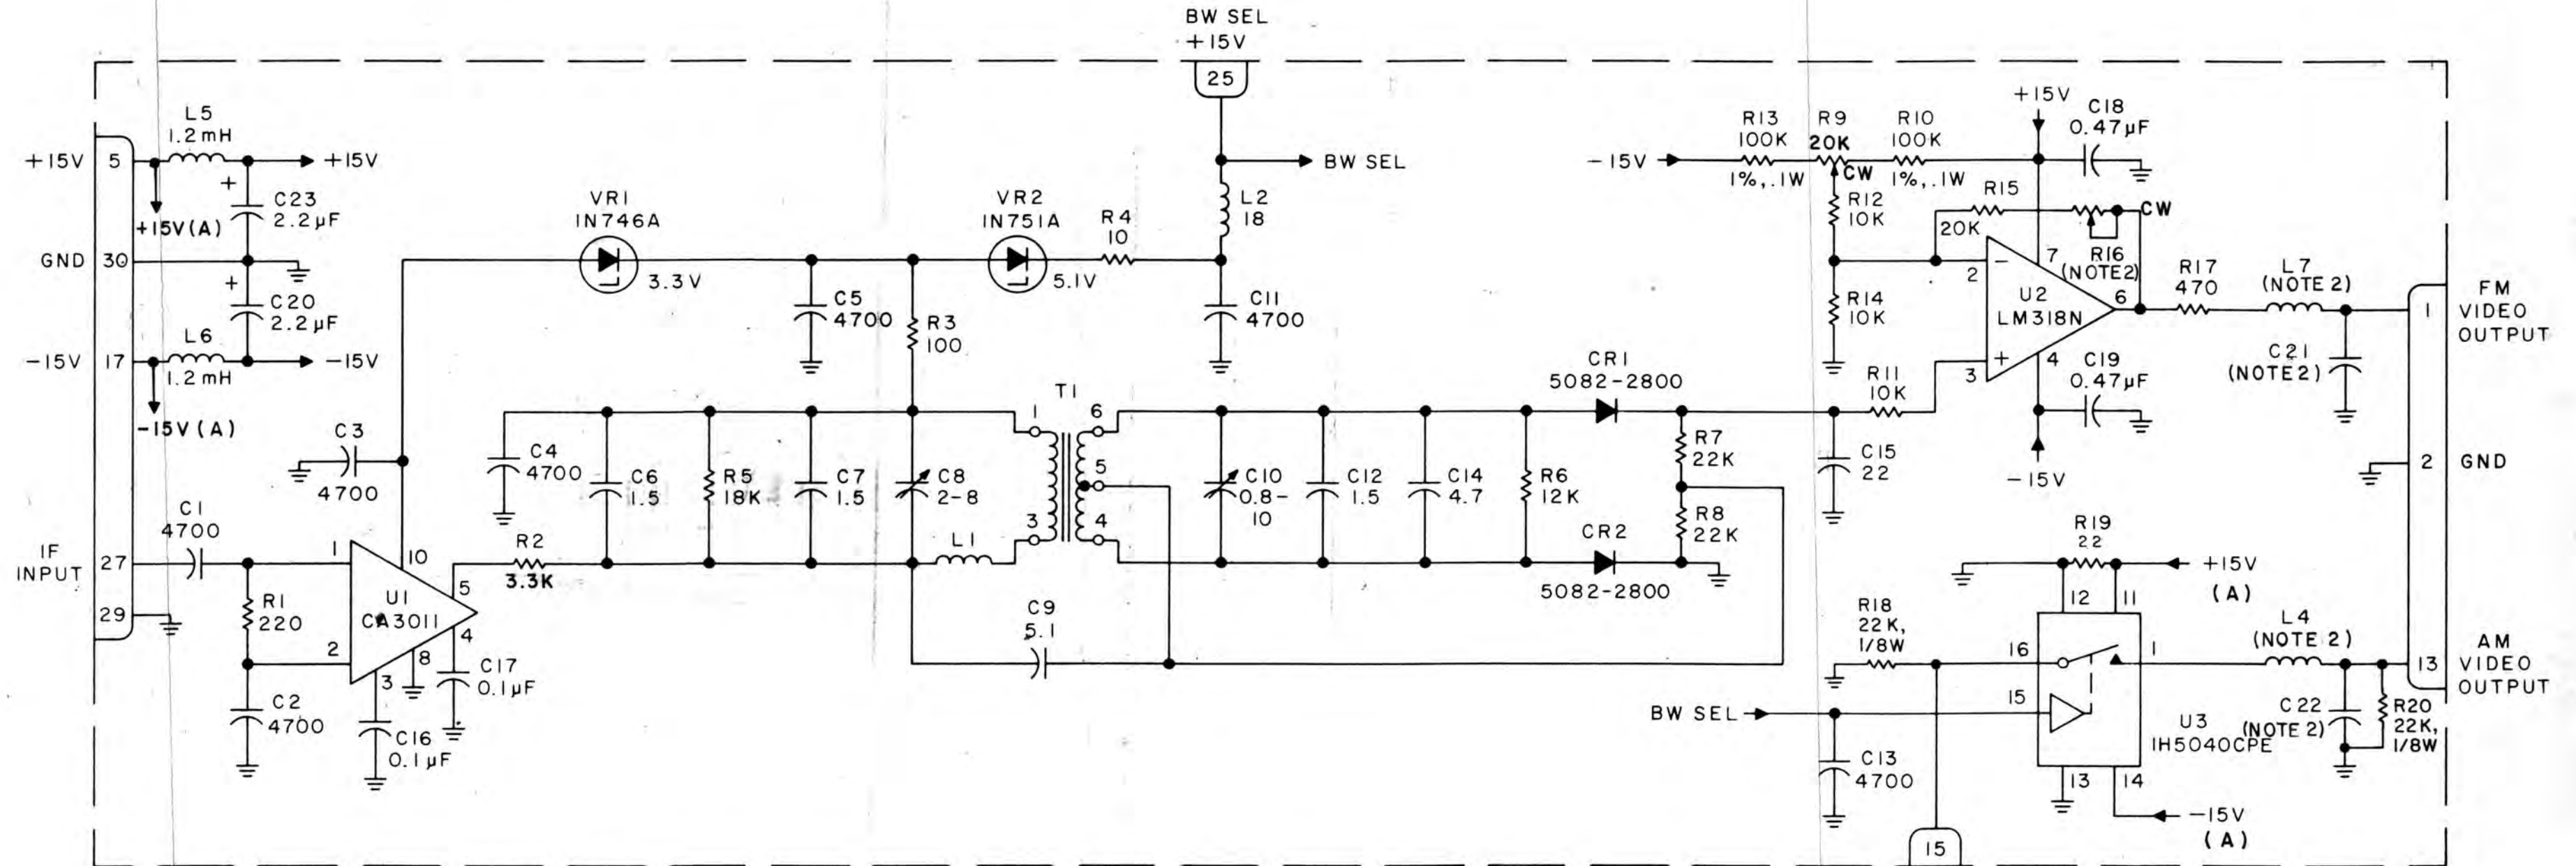 BW SEL
+15V
25
BW SEL
L5
1.2mH
+15V
5
+15V
+
C23
2.2µF
+15V(A)
GND
30
+
C20
2.2µF
L6
-15V
17
-15V
1.2mH
-15V(A)
C3
4700
C1
4700
IF
INPUT
27
29
R1
220
C2
4700
1
2
10
U1
CA3011
5
4
8
3
C17
0.1µF
C16
0.1µF
R2
3.3K
VR1
1N746A
3.3V
VR2
1N751A
5.1V
R4
10
L2
18
C5
4700
R3
100
C11
4700
C4
4700
C6
1.5
R5
18K
C7
1.5
C8
2-8
L1
T1
1
3
6
5
4
C9
5.1
C10
0.8-
10
C12
1.5
C14
4.7
R6
12K
CR1
5082-2800
CR2
5082-2800
R7
22K
R8
22K
-15V
R13
100K
1%,.1W
R9
20K
CW
R10
100K
1%,.1W
+15V
C18
0.47µF
R12
10K
R15
20K
CW
R16
(NOTE2)
R14
10K
R11
10K
C15
22
-
2
+
3
7
U2
LM318N
6
4
C19
0.47µF
-15V
R17
470
L7
(NOTE 2)
C21
(NOTE2)
1
FM
VIDEO
OUTPUT
2
GND
R19
22
+15V
(A)
12
11
R18
22K,
1/8W
16
1
15
BW SEL
C13
4700
13
14
U3
IH5040CPE
-15V
(A)
15
L4
(NOTE 2)
C22
(NOTE 2)
R20
22K,
1/8W
13
AM
VIDEO
OUTPUT